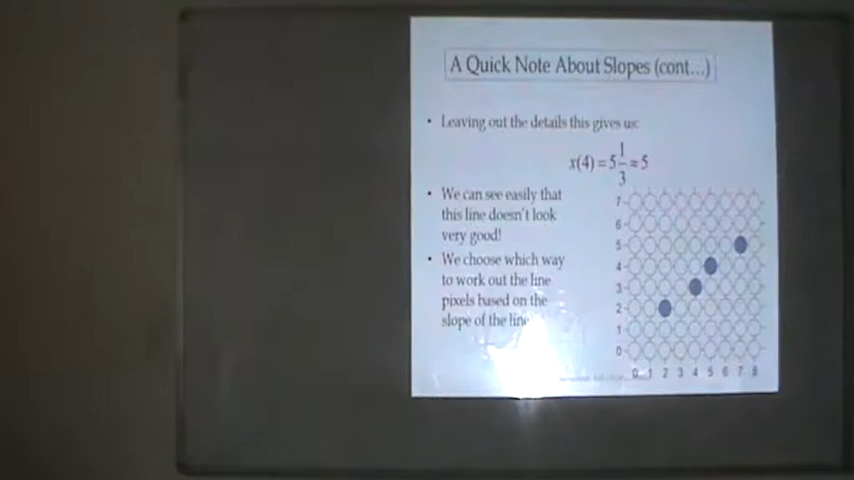 A Quick Note About Slopes (cont...)
• Leaving out the details this gives us:
x(4) = 5 1/3 ≈ 5
• We can see easily that
this line doesn't look
very good!
• We choose which way
to work out the line
pixels based on the
slope of the line
7
6
5
4
3
2
1
0
0 1 2 3 4 5 6 7 8